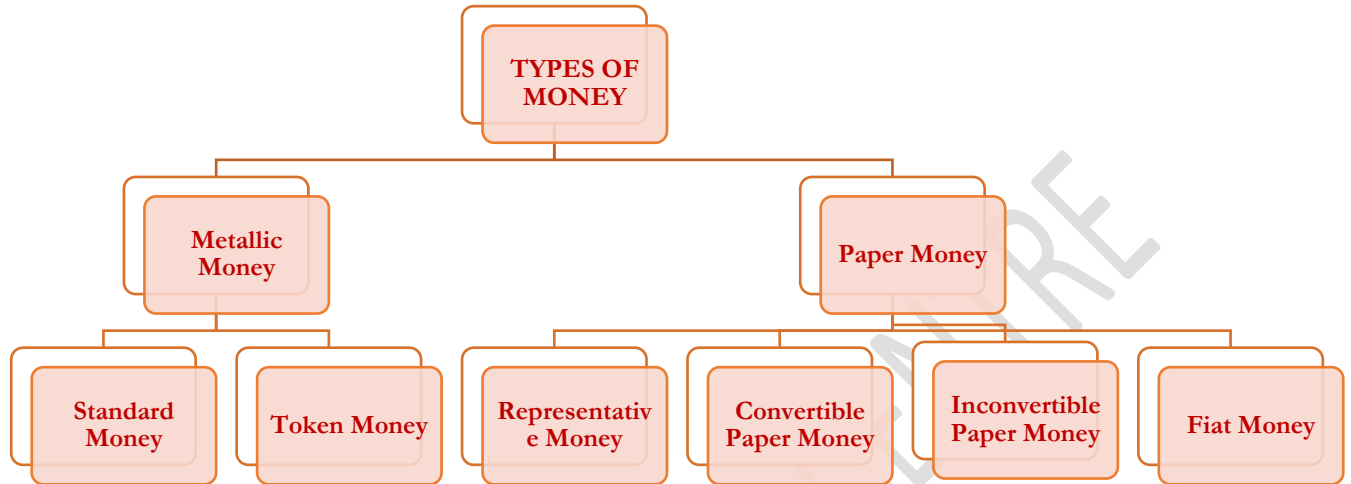 TYPES OF
MONEY
Metallic
Money
Paper Money
Standard
Money
Token Money
Representativ
e Money
Convertible
Paper Money
Inconvertible
Paper Money
Fiat Money
ENTRE